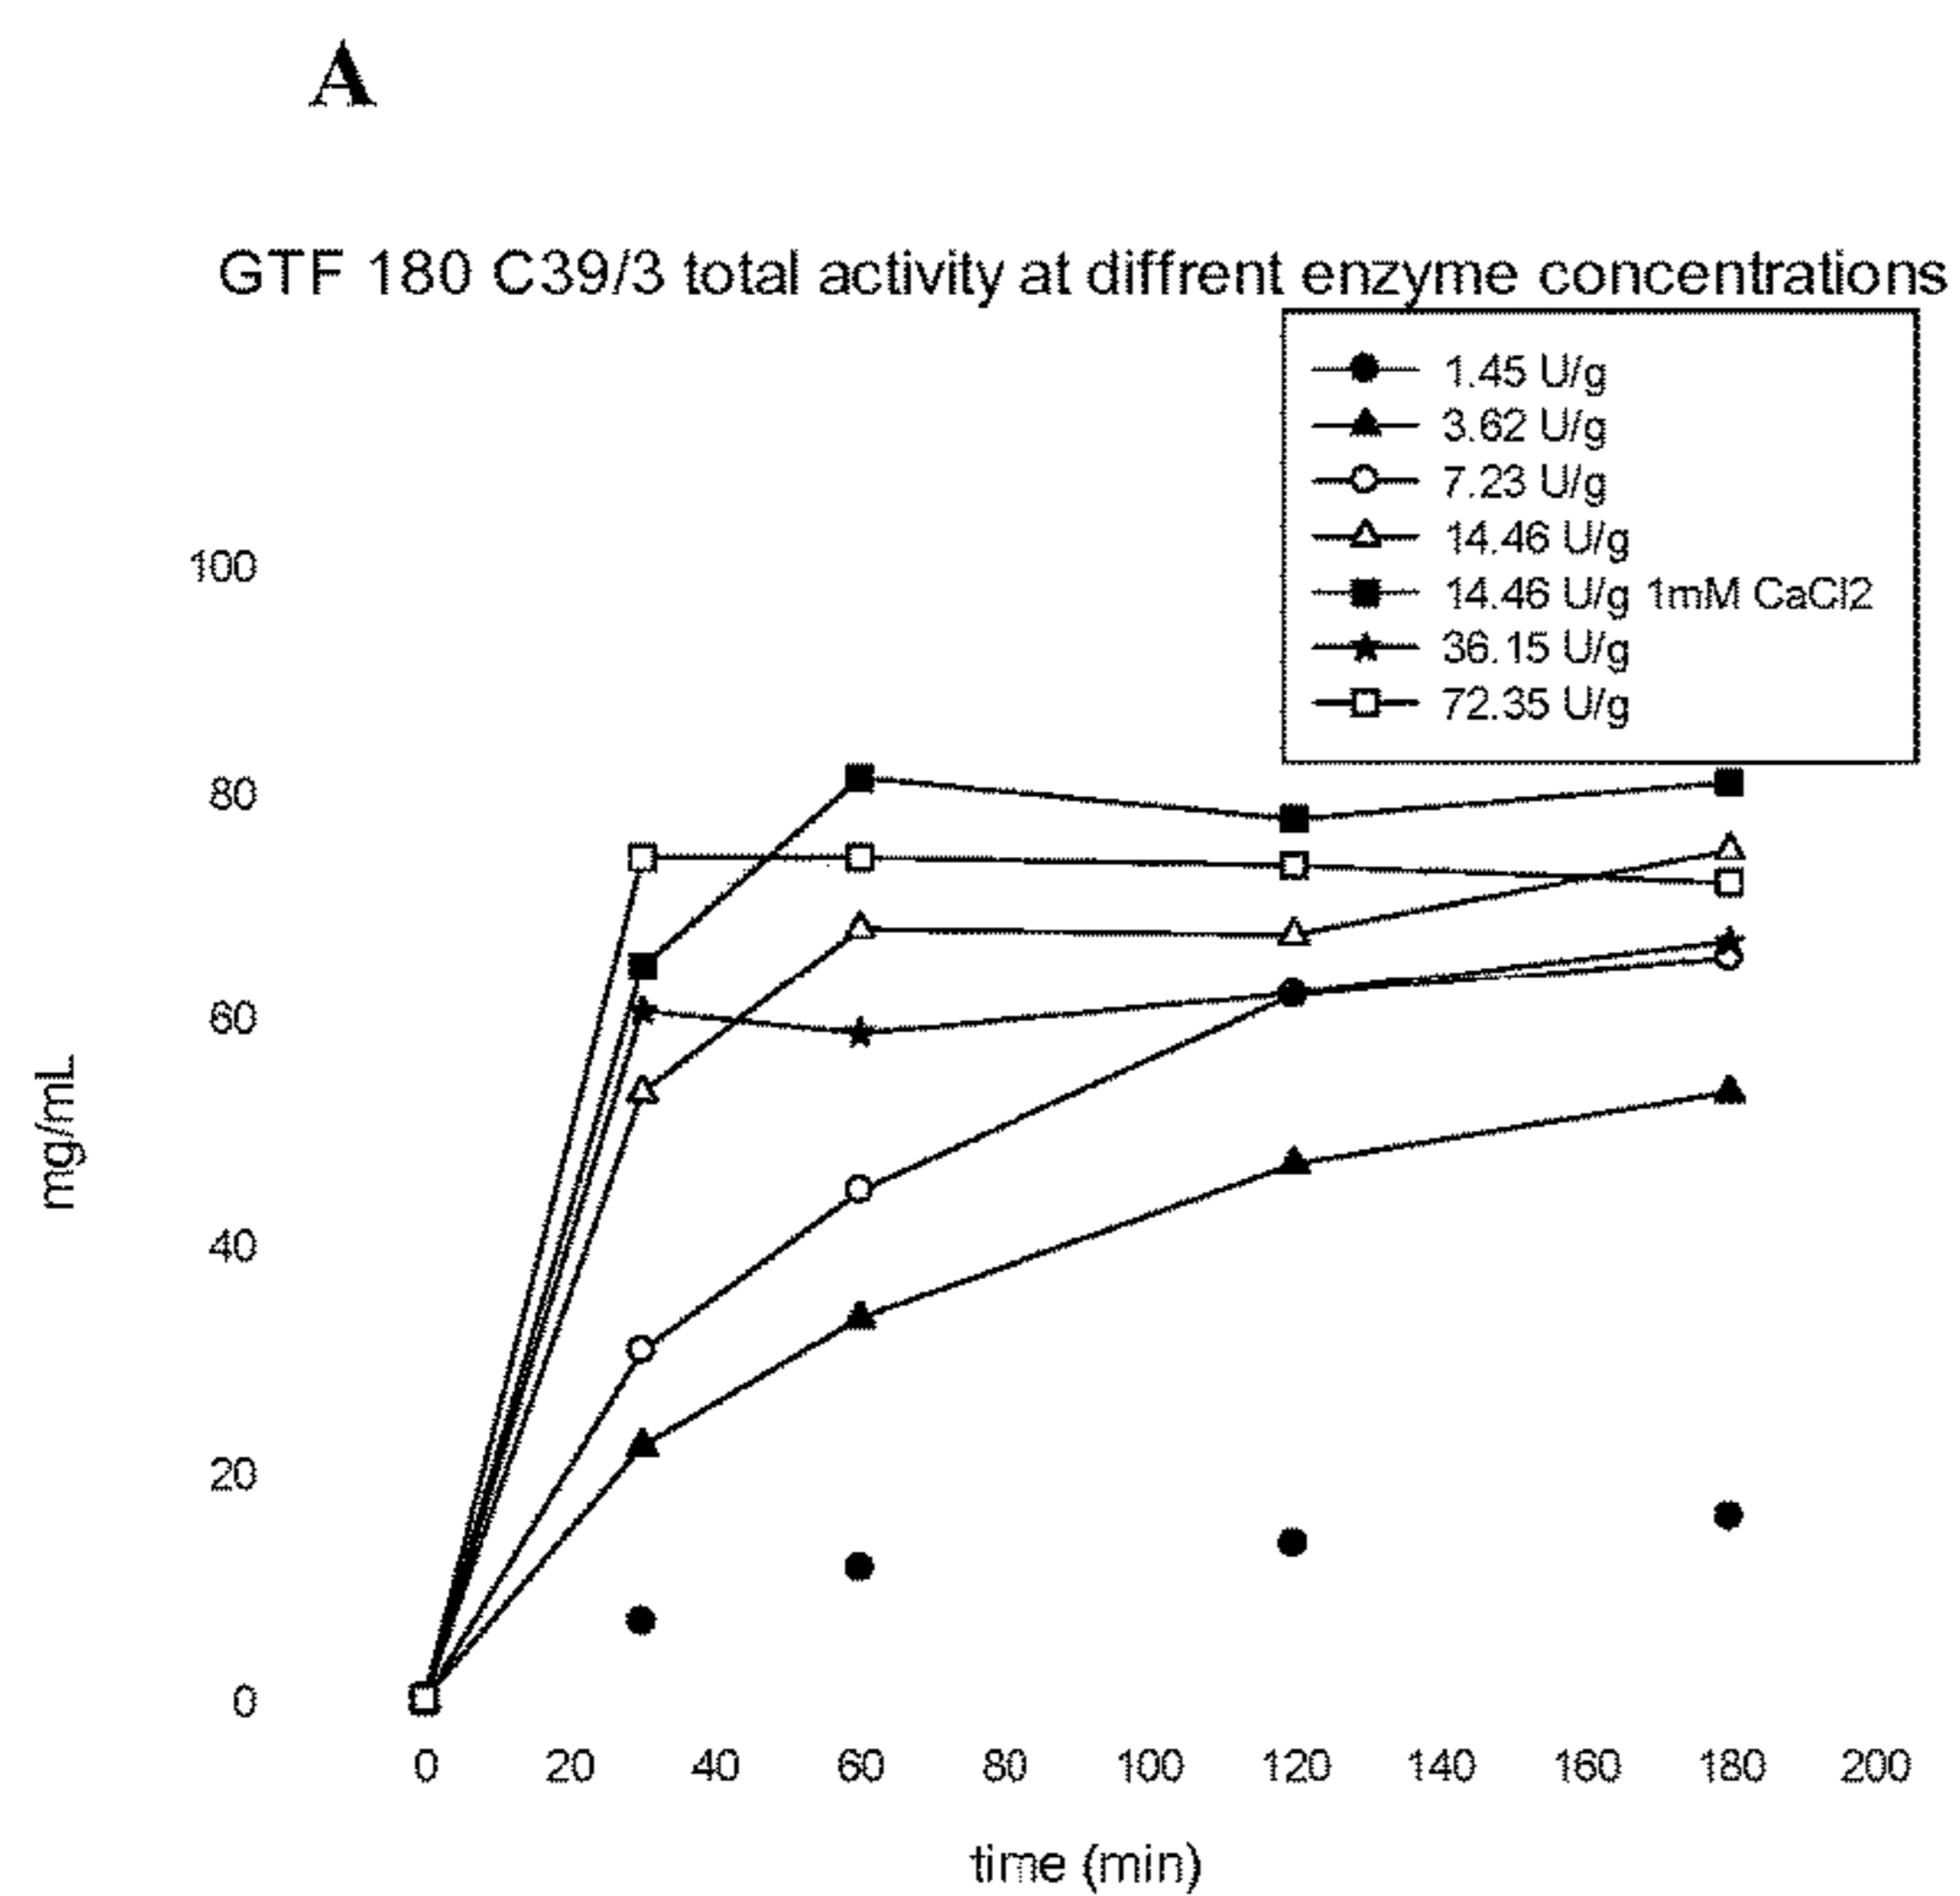 A
GTF 180 C39/3 total activity at diffrent enzyme concentrations
1.45 U/g
3.62 U/g
7.23 U/g
14.46 U/g
14.46 U/g 1mM CaCl2
36.15 U/g
72.35 U/g
100
80
60
40
20
0
mg/mL
0 20 40 60 80 100 120 140 160 180 200
time (min)